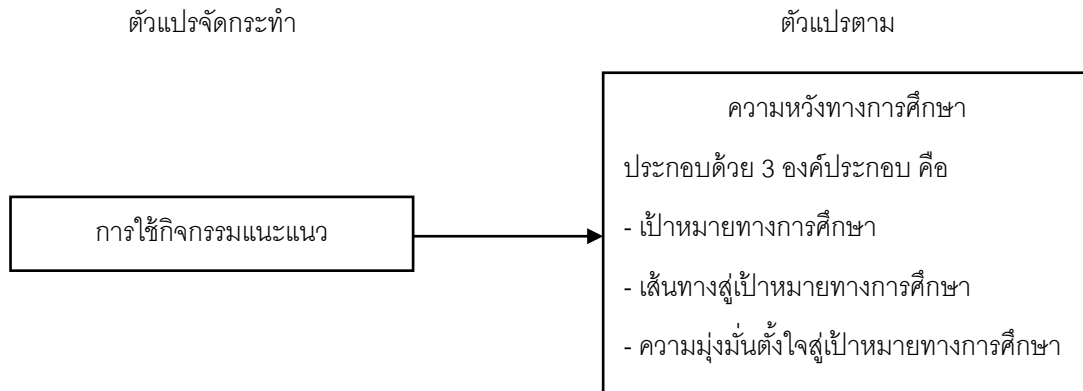 ตัวแปรจัดกระทำ
ตัวแปรตาม
ความหวังทางการศึกษา
ประกอบด้วย 3 องค์ประกอบ คือ
การใช้กิจกรรมแนะแนว
- เป้าหมายทางการศึกษา
- เส้นทางสู่เป้าหมายทางการศึกษา
- ความมุ่งมั่นตั้งใจสู่เป้าหมายทางการศึกษา